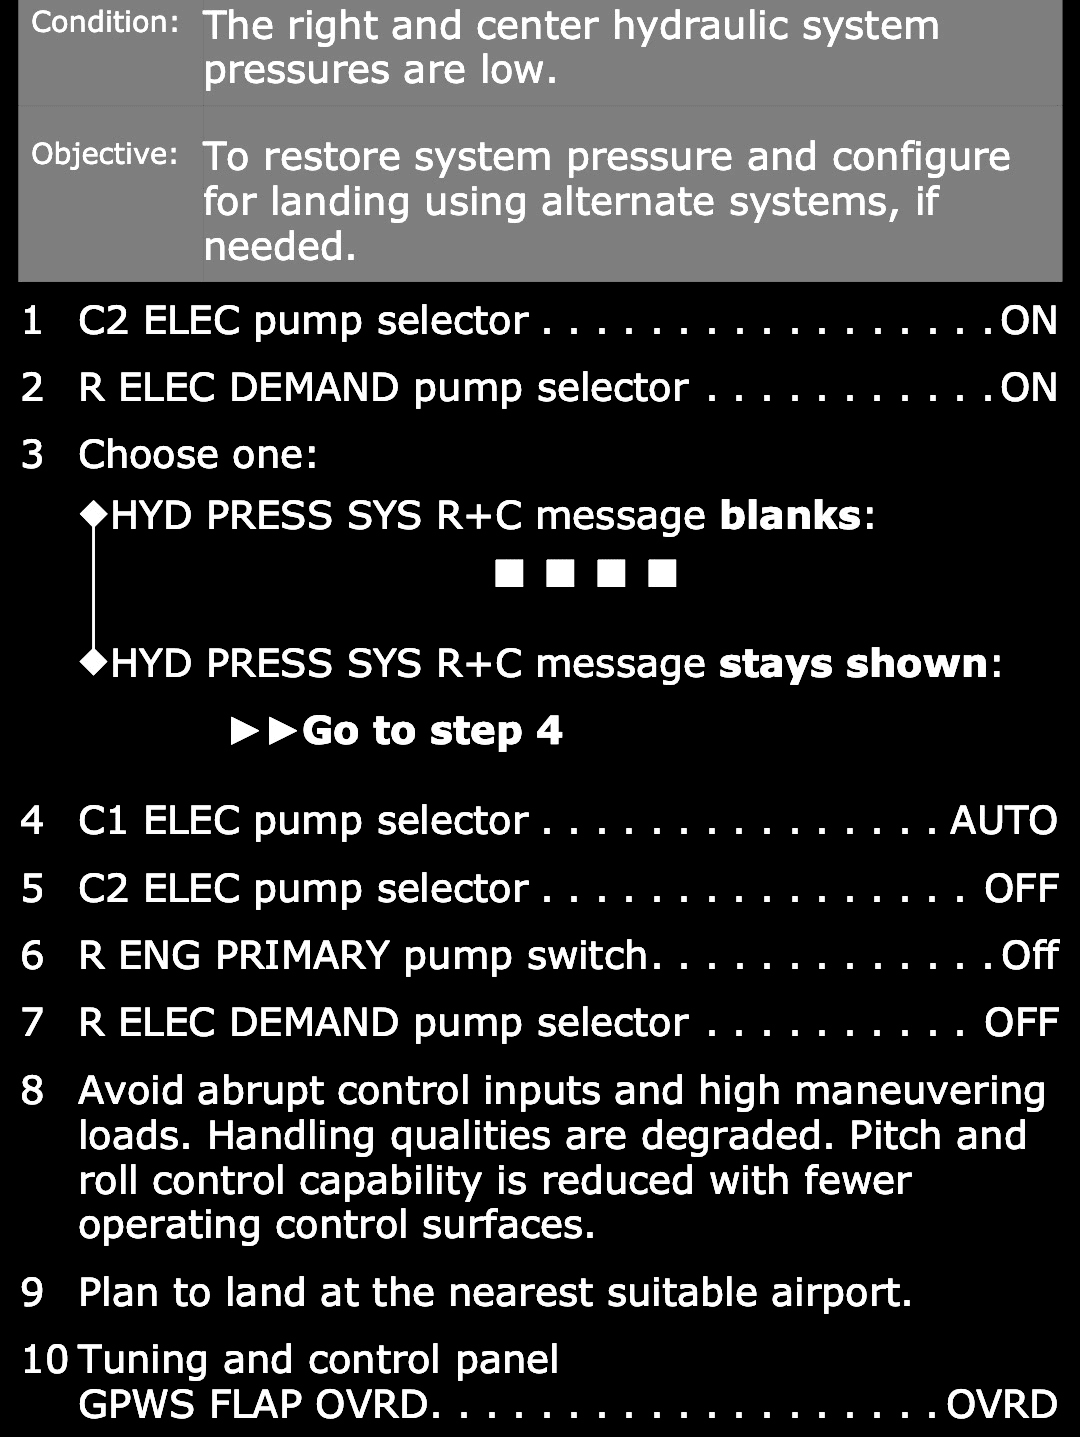 Condition: The right and center hydraulic system
pressures are low.
Objective: To restore system pressure and configure
for landing using alternate systems, if
needed.
1 C2 ELEC pump selector . . . . . . . . . . . . . . . . . ON
2 R ELEC DEMAND pump selector . . . . . . . . . . . ON
3 Choose one:
◆HYD PRESS SYS R+C message blanks:
■ ■ ■ ■
◆HYD PRESS SYS R+C message stays shown:
▶▶Go to step 4
4 C1 ELEC pump selector . . . . . . . . . . . . . . . AUTO
5 C2 ELEC pump selector . . . . . . . . . . . . . . . . OFF
6 R ENG PRIMARY pump switch. . . . . . . . . . . . . Off
7 R ELEC DEMAND pump selector . . . . . . . . . . OFF
8 Avoid abrupt control inputs and high maneuvering
loads. Handling qualities are degraded. Pitch and
roll control capability is reduced with fewer
operating control surfaces.
9 Plan to land at the nearest suitable airport.
10 Tuning and control panel
GPWS FLAP OVRD. . . . . . . . . . . . . . . . . . . OVRD